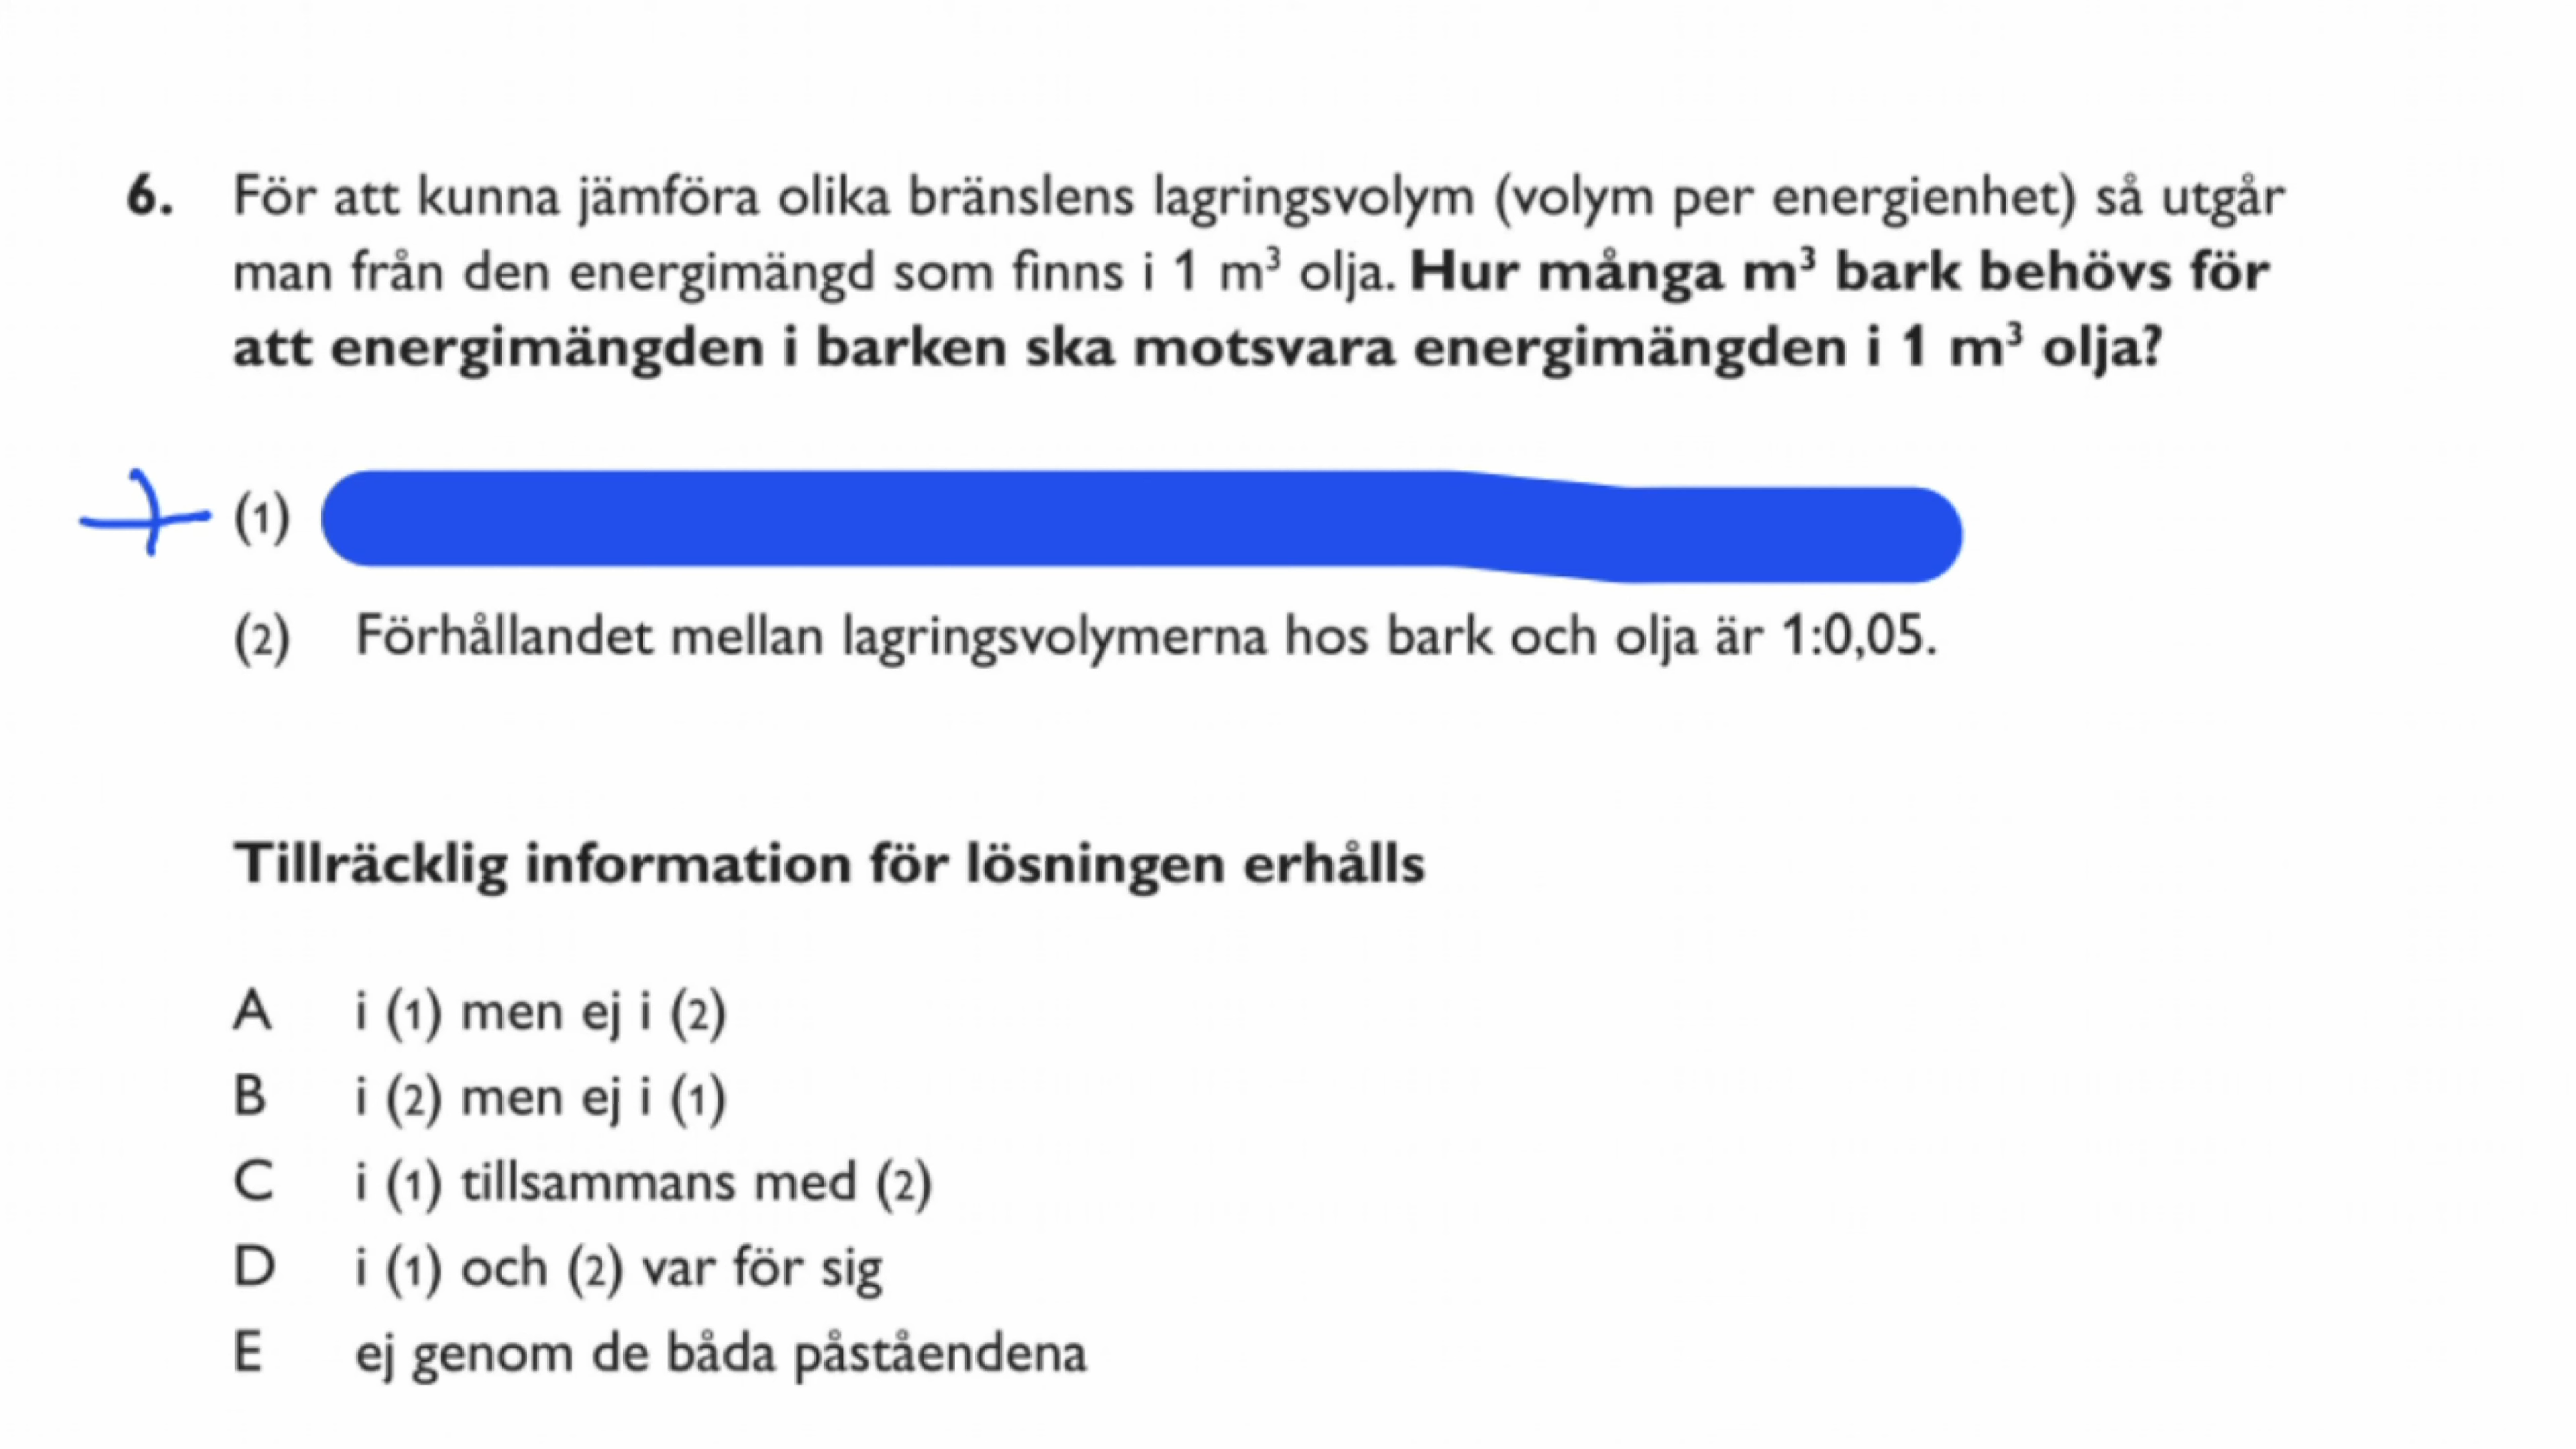 6. För att kunna jämföra olika bränslens lagringsvolym (volym per energienhet) så utgår
man från den energimängd som finns i 1 m³ olja. Hur många m³ bark behövs för
att energimängden i barken ska motsvara energimängden i 1 m³ olja?
(1)
(2) Förhållandet mellan lagringsvolymerna hos bark och olja är 1:0,05.
Tillräcklig information för lösningen erhålls
A i (1) men ej i (2)
B i (2) men ej i (1)
C i (1) tillsammans med (2)
D i (1) och (2) var för sig
E ej genom de båda påståendena